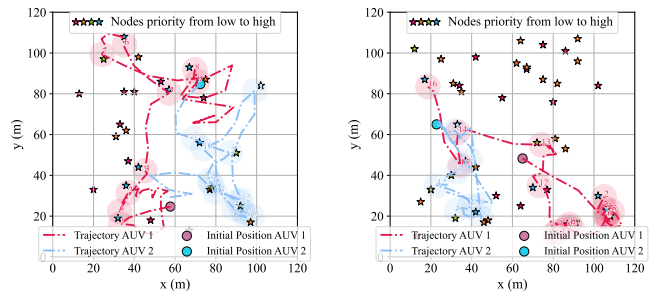 Nodes priority from low to high
120
100
80
60
40
20
0
y (m)
0 20 40 60 80 100 120
x (m)
Trajectory AUV 1
Trajectory AUV 2
Initial Position AUV 1
Initial Position AUV 2
Nodes priority from low to high
120
100
80
60
40
20
0
y (m)
0 20 40 60 80 100 120
x (m)
Trajectory AUV 1
Trajectory AUV 2
Initial Position AUV 1
Initial Position AUV 2